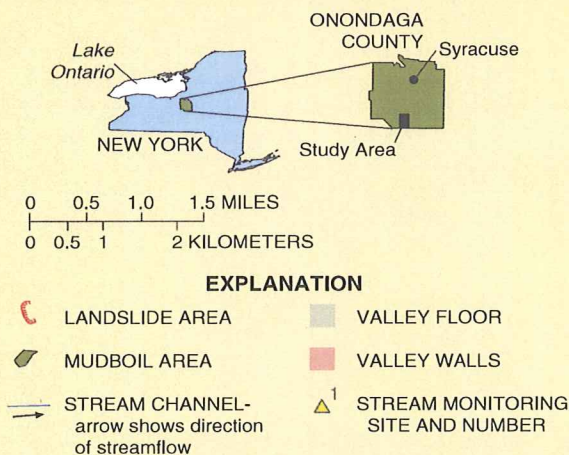 ONONDAGA
COUNTY
Syracuse
Lake
Ontario
NEW YORK
Study Area
0 0.5 1.0 1.5 MILES
0 0.5 1 2 KILOMETERS
EXPLANATION
LANDSLIDE AREA
VALLEY FLOOR
MUDBOIL AREA
VALLEY WALLS
STREAM CHANNEL-
arrow shows direction
of streamflow
1 STREAM MONITORING
SITE AND NUMBER